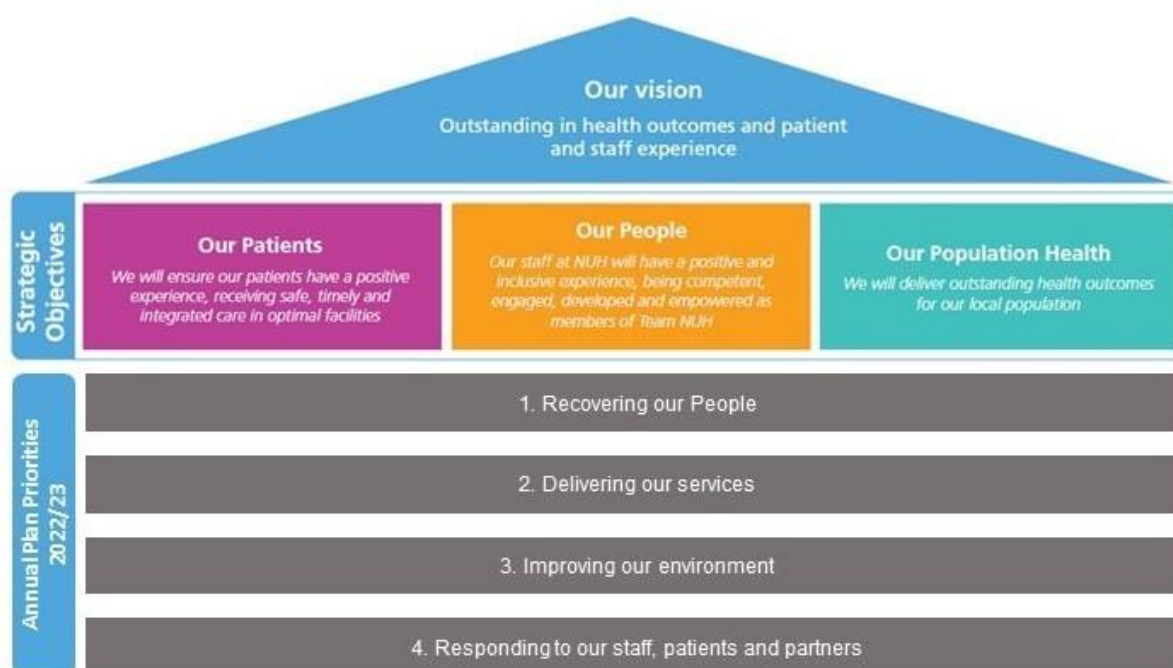 Our vision
Outstanding in health outcomes and patient
and staff experience
Strategic
Objectives
Our Patients
We will ensure our patients have a positive
experience, receiving safe, timely and
integrated care in optimal facilities
Our People
Our staff at NUH will have a positive and
inclusive experience, being competent,
engaged, developed and empowered as
members of Team NUH
Our Population Health
We will deliver outstanding health outcomes
for our local population
Annual Plan Priorities
2022/23
1. Recovering our People
2. Delivering our services
3. Improving our environment
4. Responding to our staff, patients and partners